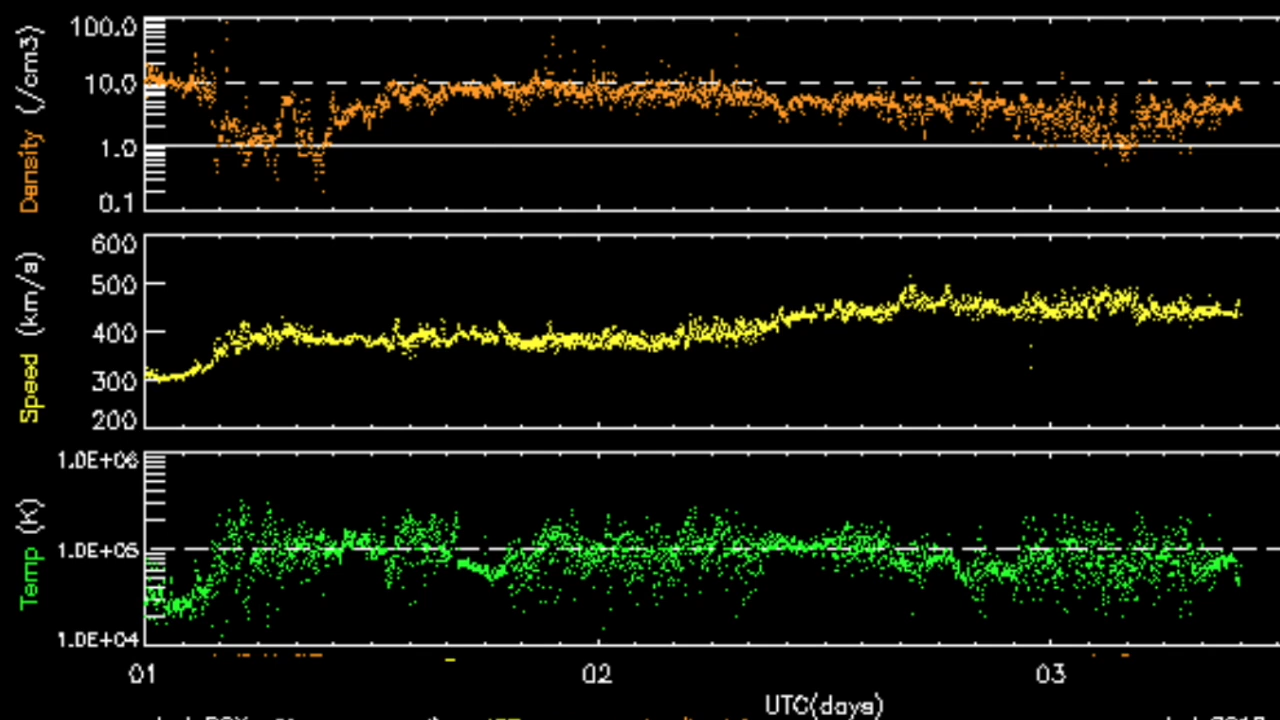 100.0
10.0
1.0
0.1
Density (/cm3)
600
500
400
300
200
Speed (km/s)
1.0E+06
1.0E+05
1.0E+04
Temp (K)
01 02 03
UTC(days)